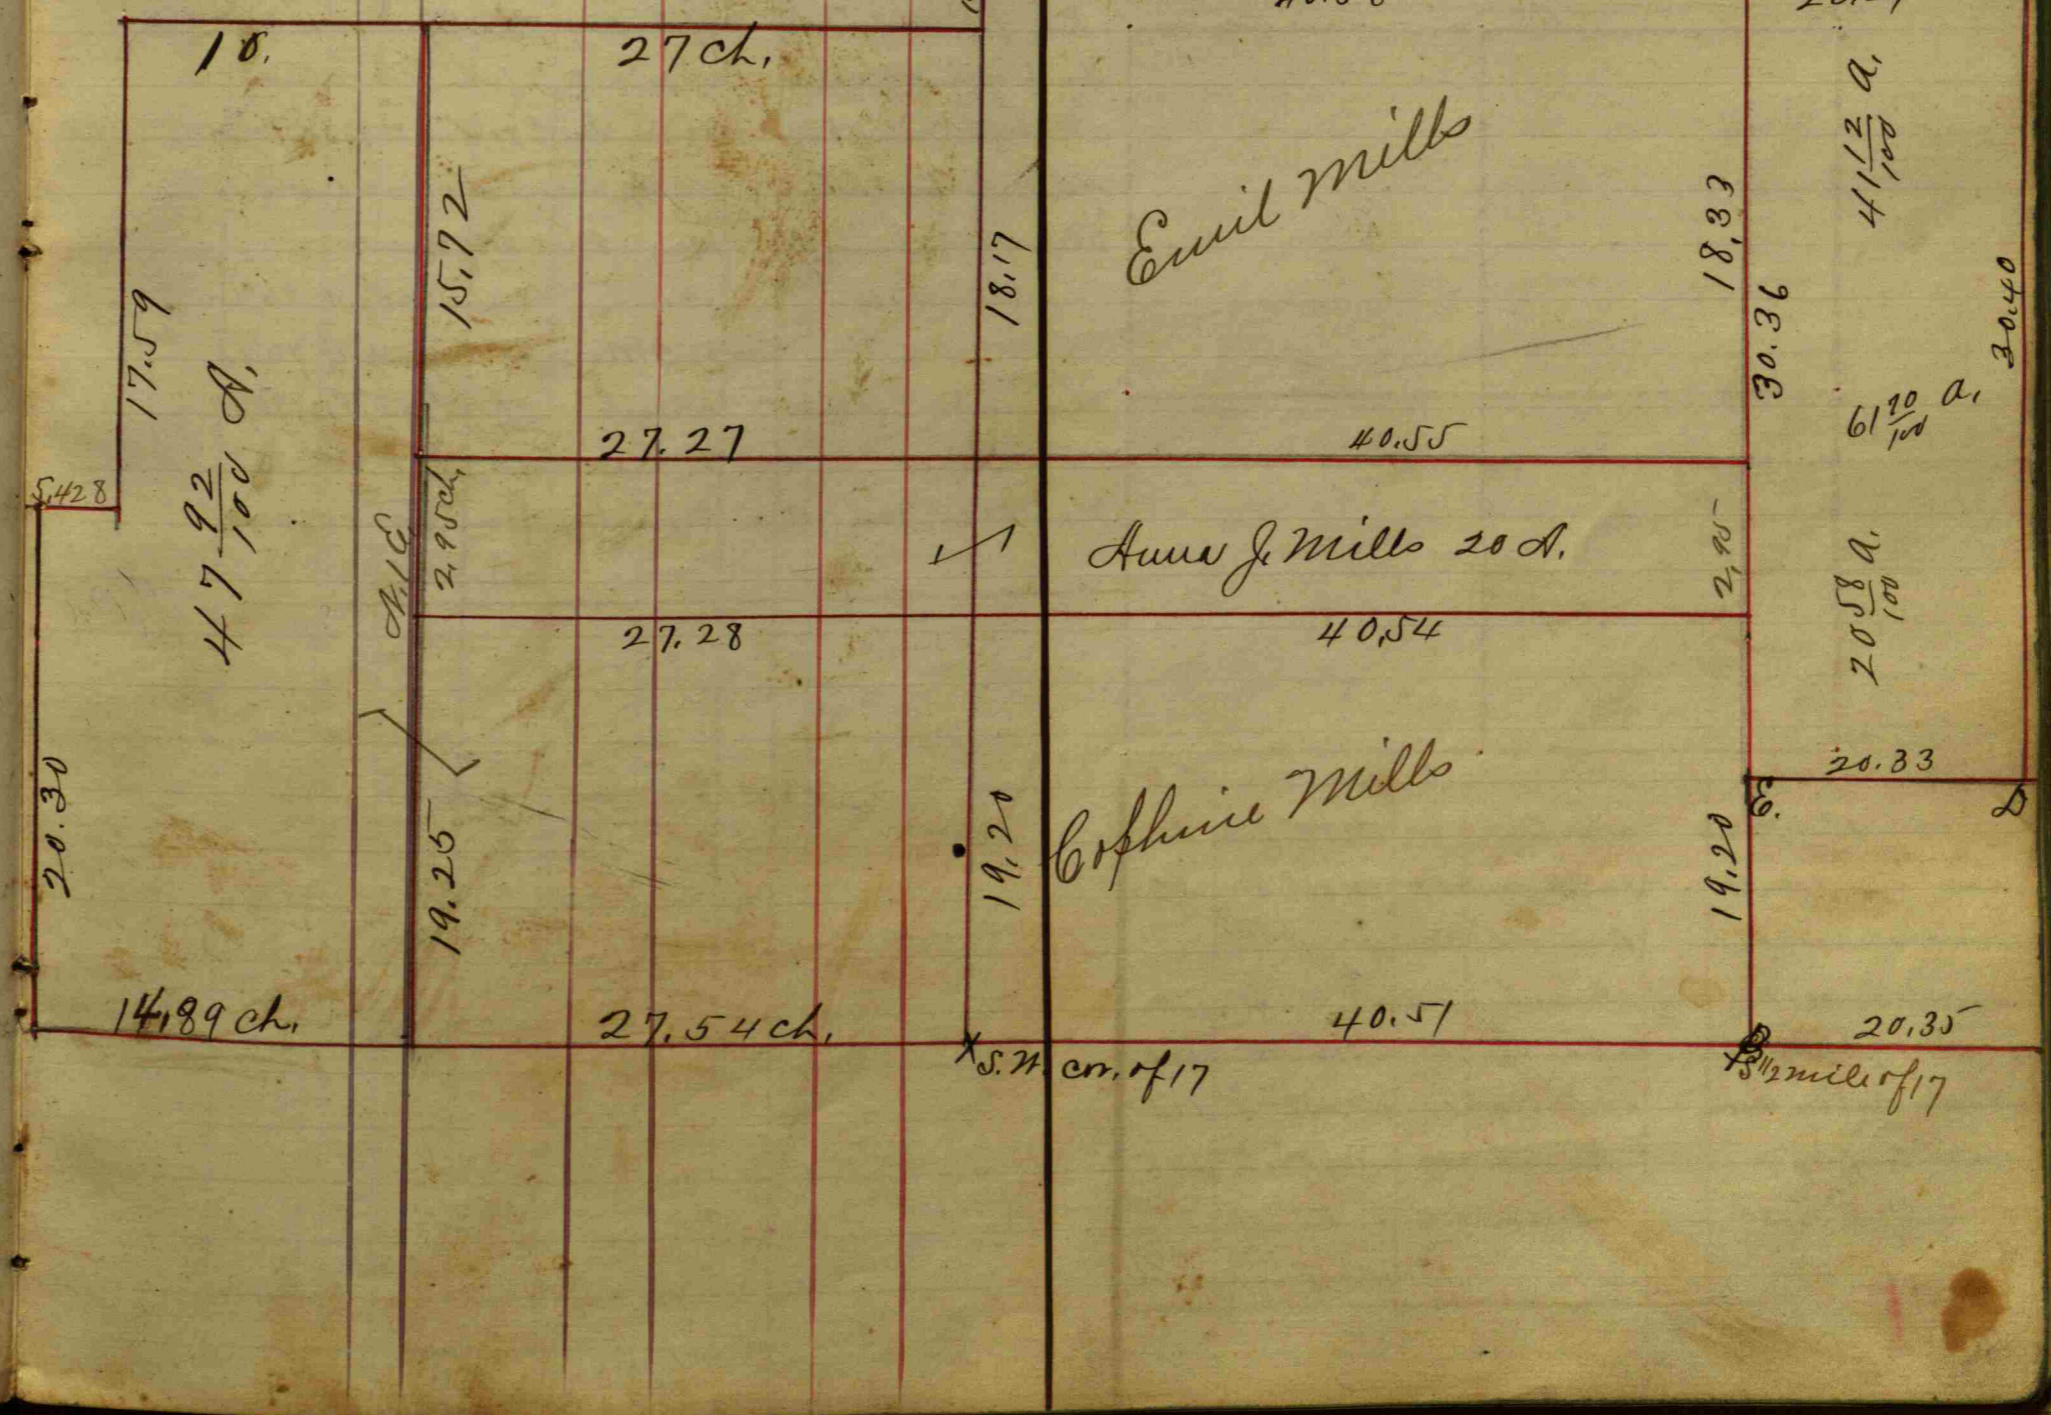 10.
27 ch.
Emil Mills
41 12/100 A.
15.72
18.17
18.33
17.59
30.36
30.40
47 92/100 A.
61 70/100 A.
27.27
40.55
5.428
2.95 ch.
N. 1 E.
Anna J. Mills 20 A.
2.95
20 58/100 A.
27.28
40.54
20.33
E.
D
Mills
20.30
19.25
19.20
19.20
14.89 ch.
27.54 ch.
40.51
20.35
X S.W. cor. of 17
S 1/2 mile of 17